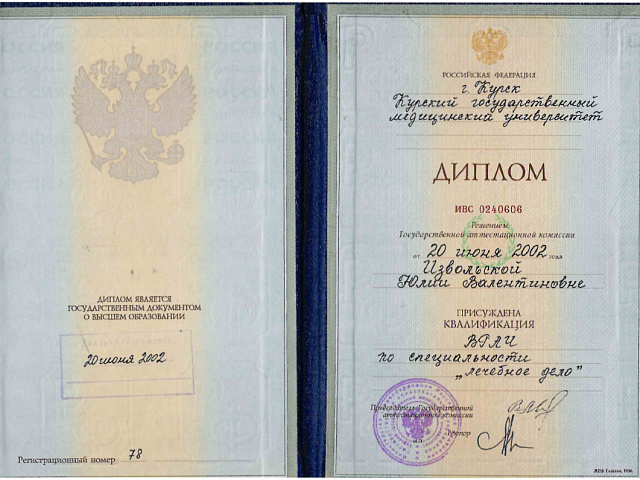 ДИПЛОМ ЯВЛЯЕТСЯ
ГОСУДАРСТВЕННЫМ ДОКУМЕНТОМ
О ВЫСШЕМ ОБРАЗОВАНИИ
20 июня 2002
Регистрационный номер 78
РОССИЙСКАЯ ФЕДЕРАЦИЯ
г. Курск
Курский государственный
медицинский университет
ДИПЛОМ
ИВС 0240606
Решением
Государственной аттестационной комиссии
от 20 июня 2002 года
Извольской
Юлии Валентиновне
ПРИСУЖДЕНА
КВАЛИФИКАЦИЯ
ВРАЧ
по специальности
„лечебное дело"
Председатель Государственной
аттестационной комиссии
Ректор